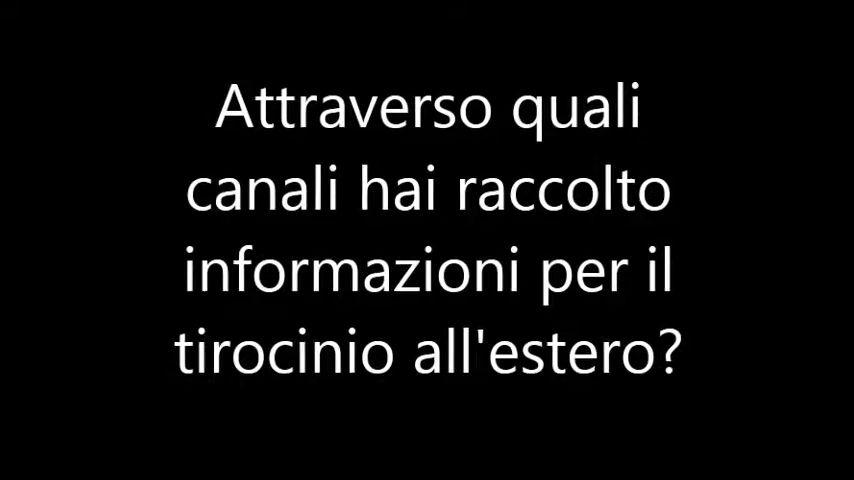 Attraverso quali
canali hai raccolto
informazioni per il
tirocinio all'estero?